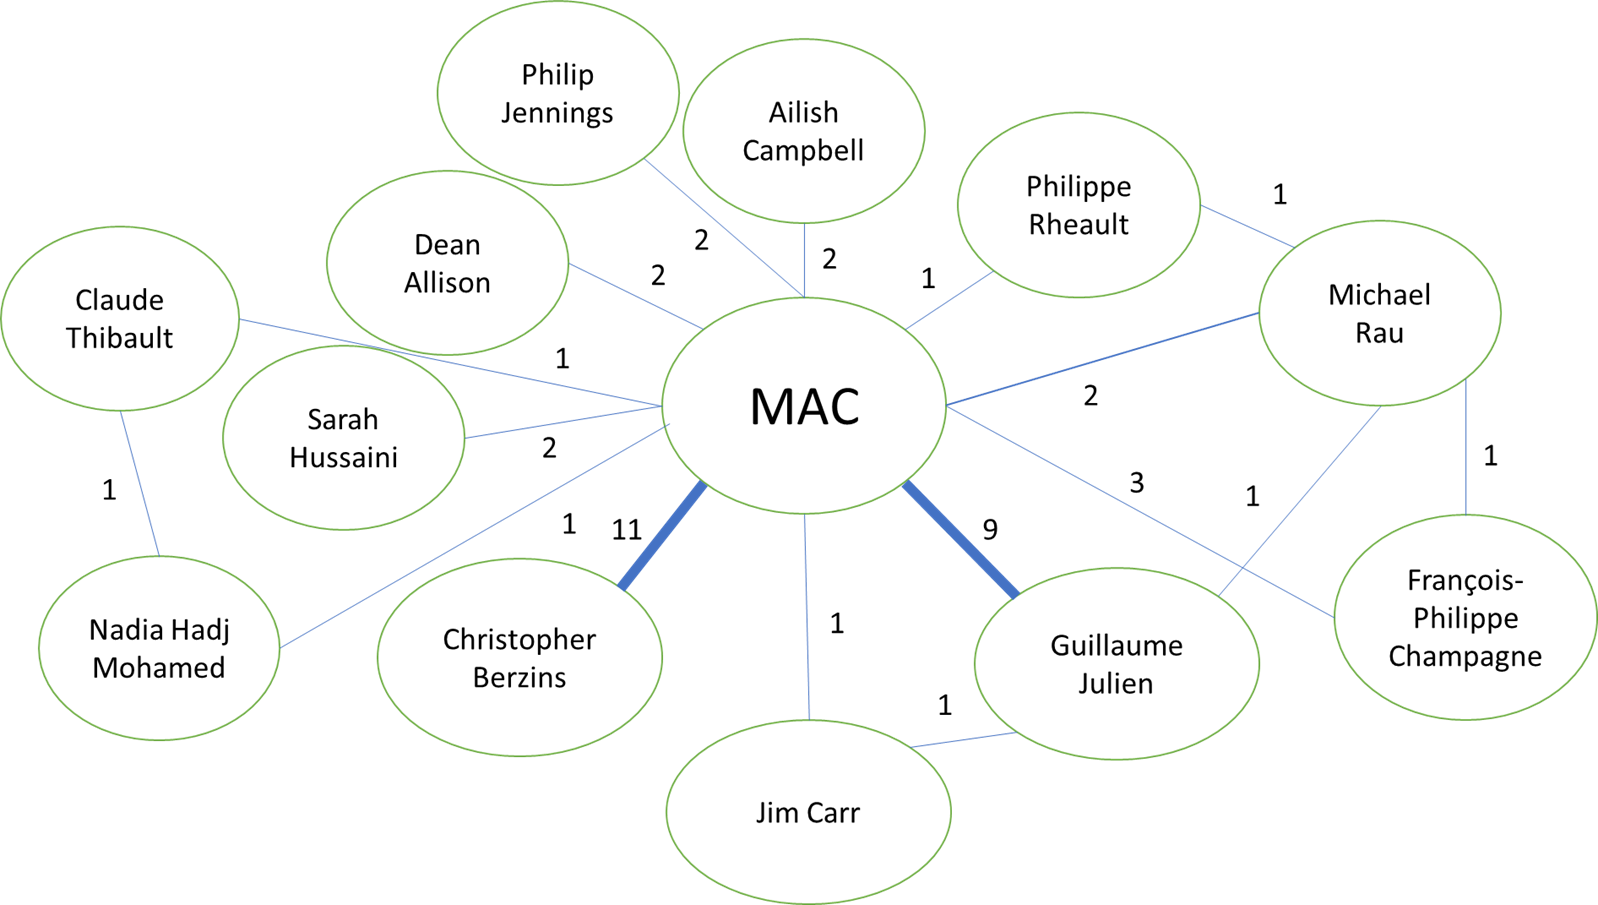 Philip
Jennings
Ailish
Campbell
Philippe
Rheault
1
Dean
Allison
2
2
2
1
Michael
Rau
Claude
Thibault
1
MAC
2
Sarah
Hussaini
2
1
1
11
9
3
1
1
Nadia Hadj
Mohamed
Christopher
Berzins
1
Guillaume
Julien
François-
Philippe
Champagne
1
Jim Carr